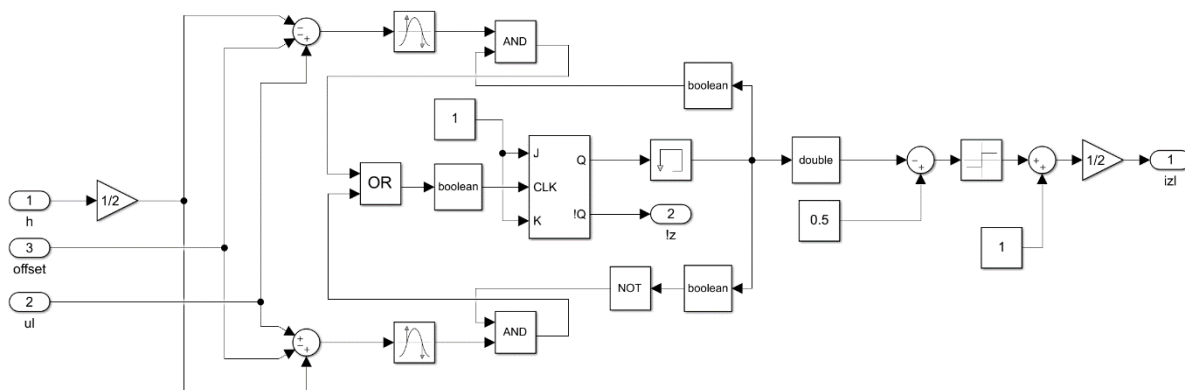 AND
boolean
1
J
Q
1
h
1/2
OR
boolean
CLK
double
0.5
1
1/2
1
izl
K
!Q
2
!z
3
offset
2
ul
NOT
boolean
AND